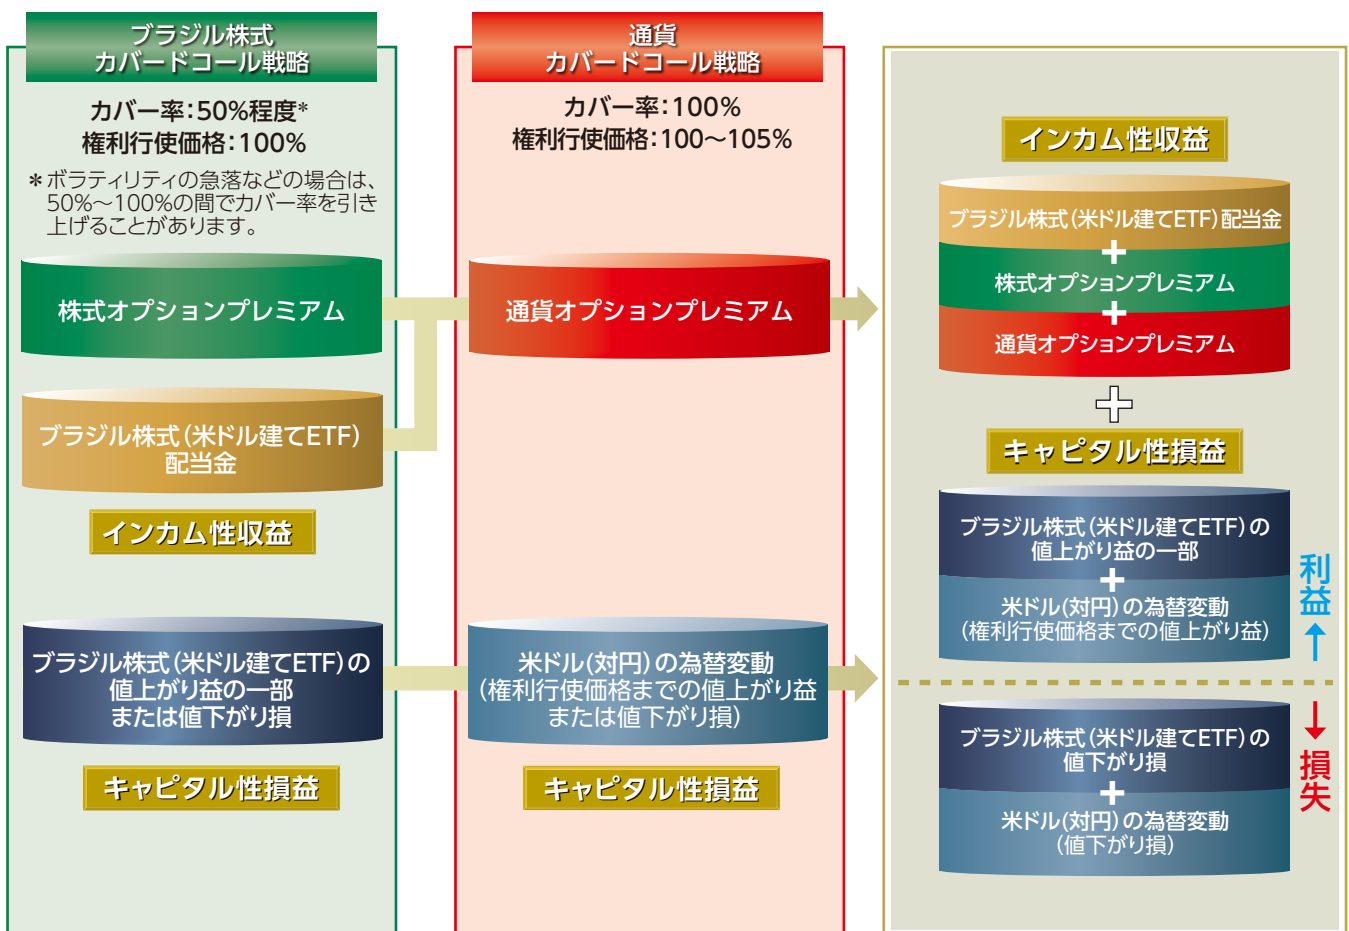 ブラジル株式
カバードコール戦略
カバー率：50%程度*
権利行使価格：100%
＊ボラティリティの急落などの場合は、
50%～100%の間でカバー率を引き
上げることがあります。
株式オプションプレミアム
ブラジル株式（米ドル建てETF）
配当金
インカム性収益
ブラジル株式（米ドル建てETF）の
値上がり益の一部
または値下がり損
キャピタル性損益
通貨
カバードコール戦略
カバー率：100%
権利行使価格：100～105%
通貨オプションプレミアム
米ドル(対円)の為替変動
（権利行使価格までの値上がり益
または値下がり損）
キャピタル性損益
インカム性収益
ブラジル株式（米ドル建てETF）配当金
+
株式オプションプレミアム
+
通貨オプションプレミアム
+
キャピタル性損益
ブラジル株式（米ドル建てETF）の
値上がり益の一部
+
米ドル(対円)の為替変動
（権利行使価格までの値上がり益）
利益↑
ブラジル株式（米ドル建てETF）の
値下がり損
+
米ドル(対円)の為替変動
（値下がり損）
↓損失